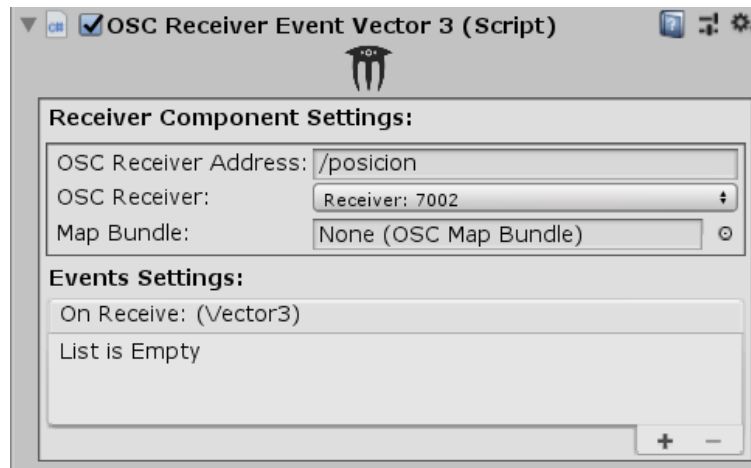 OSC Receiver Event Vector 3 (Script)
Receiver Component Settings:
OSC Receiver Address: /posicion
OSC Receiver: Receiver: 7002
Map Bundle: None (OSC Map Bundle)
Events Settings:
On Receive: (Vector3)
List is Empty
+ −